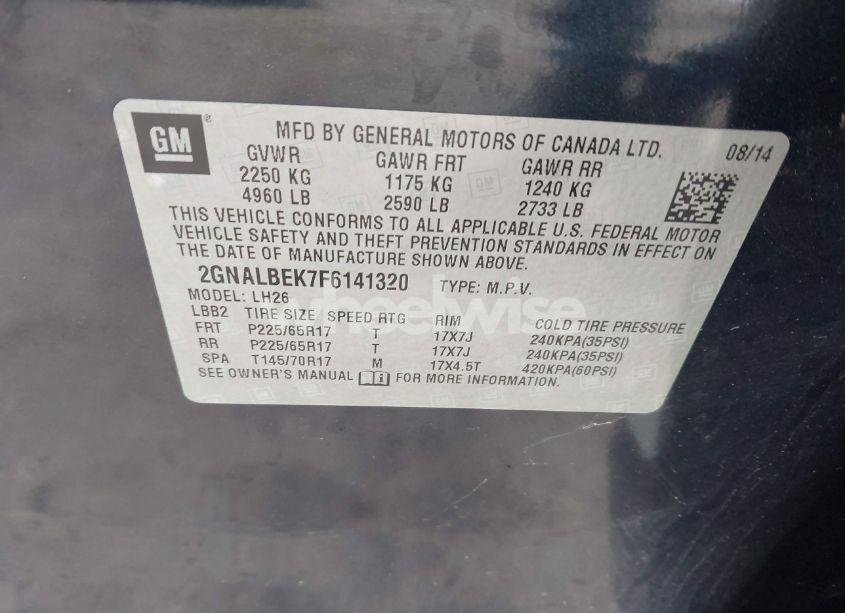 GM ®
MFD BY GENERAL MOTORS OF CANADA LTD. 08/14
GVWR GAWR FRT GAWR RR
2250 KG 1175 KG 1240 KG
4960 LB 2590 LB 2733 LB
THIS VEHICLE CONFORMS TO ALL APPLICABLE U.S. FEDERAL MOTOR
VEHICLE SAFETY AND THEFT PREVENTION STANDARDS IN EFFECT ON
THE DATE OF MANUFACTURE SHOWN ABOVE.
2GNALBEK7F6141320 TYPE: M.P.V.
MODEL: LH26
wheelwise
LBB2 TIRE SIZE SPEED RTG RIM COLD TIRE PRESSURE
FRT P225/65R17 T 17X7J 240KPA(35PSI)
RR P225/65R17 T 17X7J 240KPA(35PSI)
SPA T145/70R17 M 17X4.5T 420KPA(60PSI)
SEE OWNER'S MANUAL FOR MORE INFORMATION.